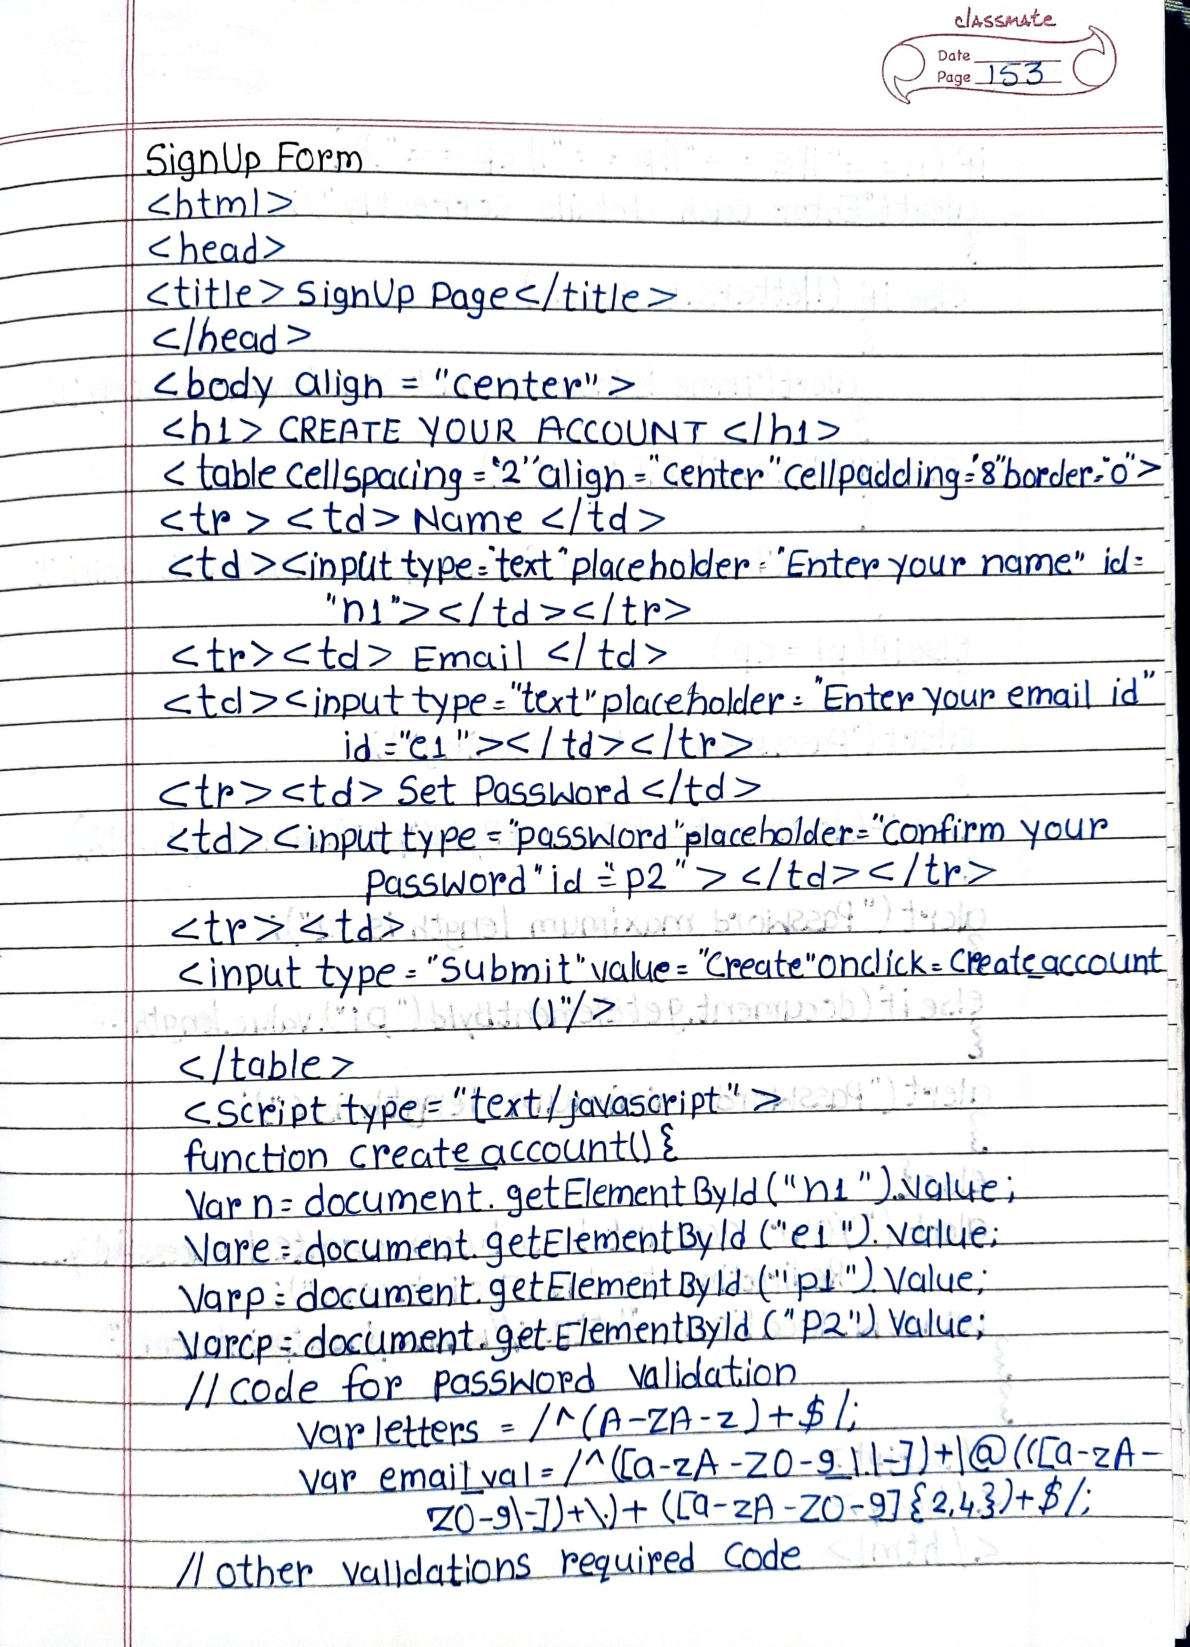 classmate
Date
Page 153
SignUp Form
<html>
<head>
<title> SignUp Page</title>
</head>
<body align = "center">
<h1> CREATE YOUR ACCOUNT </h1>
<table cellspacing="2" align="center" cellpadding="8" border="0">
<tr><td> Name </td>
<td><input type="text" placeholder="Enter your name" id=
"n1"></td></tr>
<tr><td> Email </td>
<td><input type="text" placeholder="Enter your email id"
id="e1"></td></tr>
<tr><td> Set Password </td>
<td><input type="password" placeholder="Confirm your
Password" id="p2"></td></tr>
<tr><td>
<input type="Submit" value="Create" onclick=create_account
()"/>
</table>
<script type="text/javascript">
function create_account(){
Var n=document.getElementById("n1").value;
Var e=document.getElementById("e1").value;
Var p=document.getElementById("p1").value;
Var cp=document.getElementById("P2").Value;
//code for password validation
Var letters = /^(A-ZA-z)+$/;
var email_val=/^([a-zA-Z0-9_\.\-])+\@(([a-zA-
Z0-9\-])+\.)+([a-zA-Z0-9]{2,4})+$/;
//other validations required code